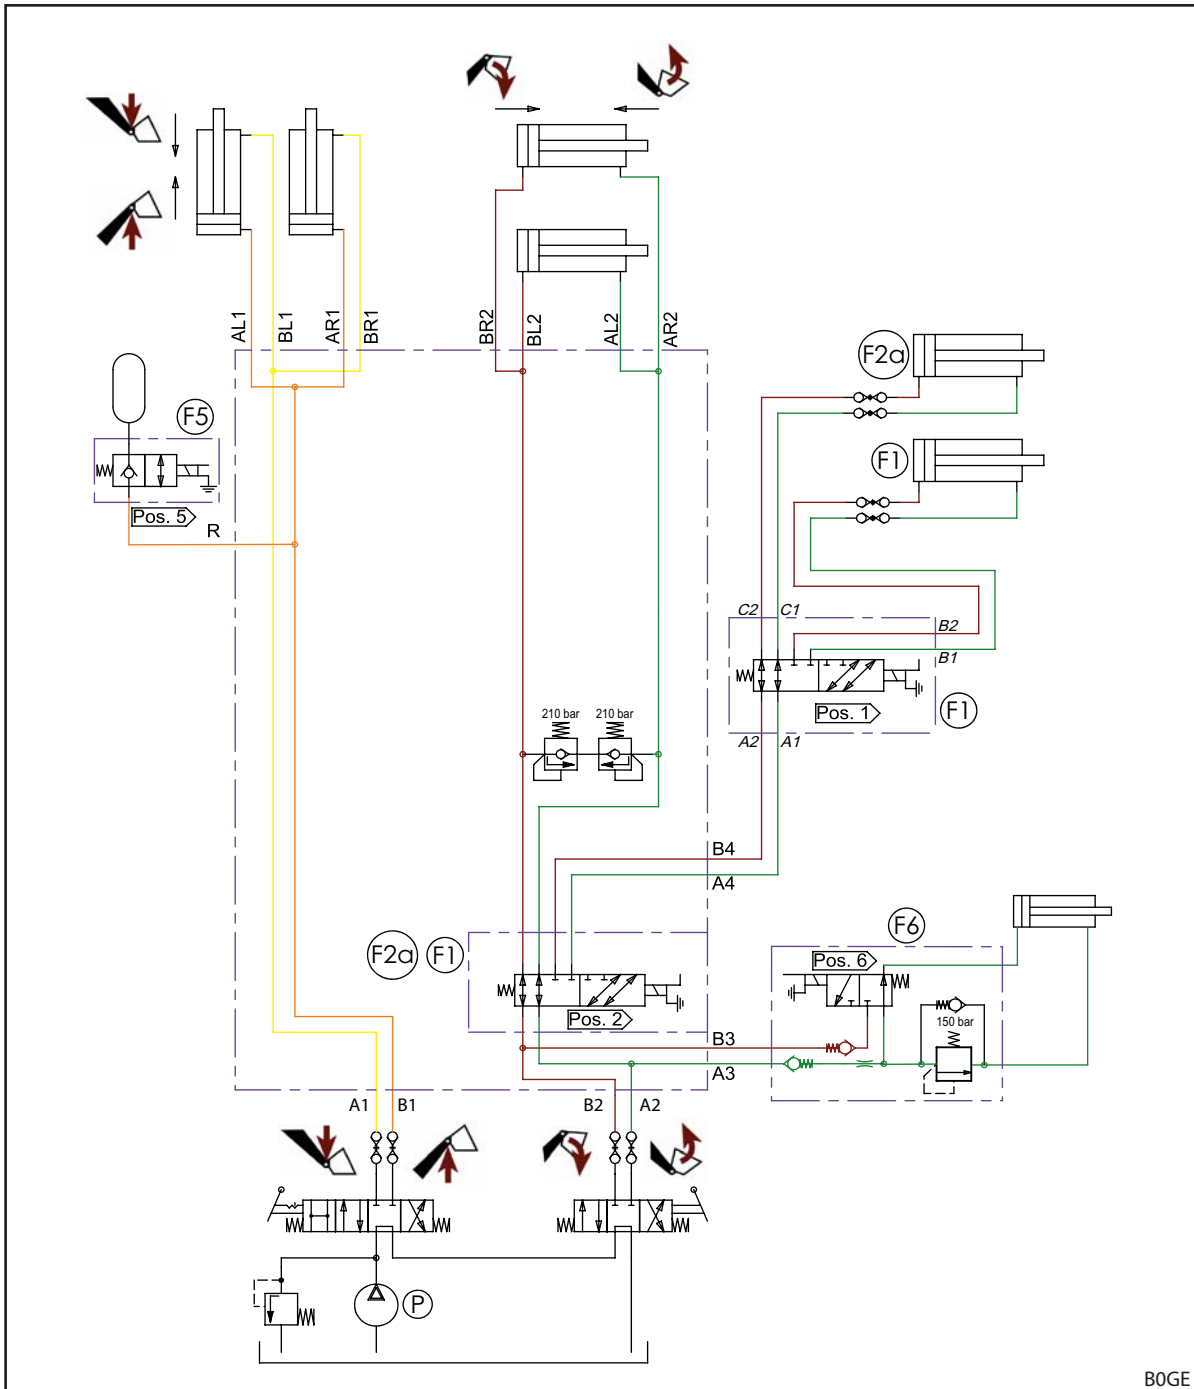 AL1
BL1
AR1
BR1
BR2
BL2
AL2
AR2
F2a
F5
F1
Pos. 5
R
C2 C1
B2
B1
Pos. 1
F1
210 bar 210 bar
A2 A1
B4
A4
F6
F2a F1
Pos. 6
Pos. 2
150 bar
B3
A3
A1 B1
B2 A2
P
B0GE